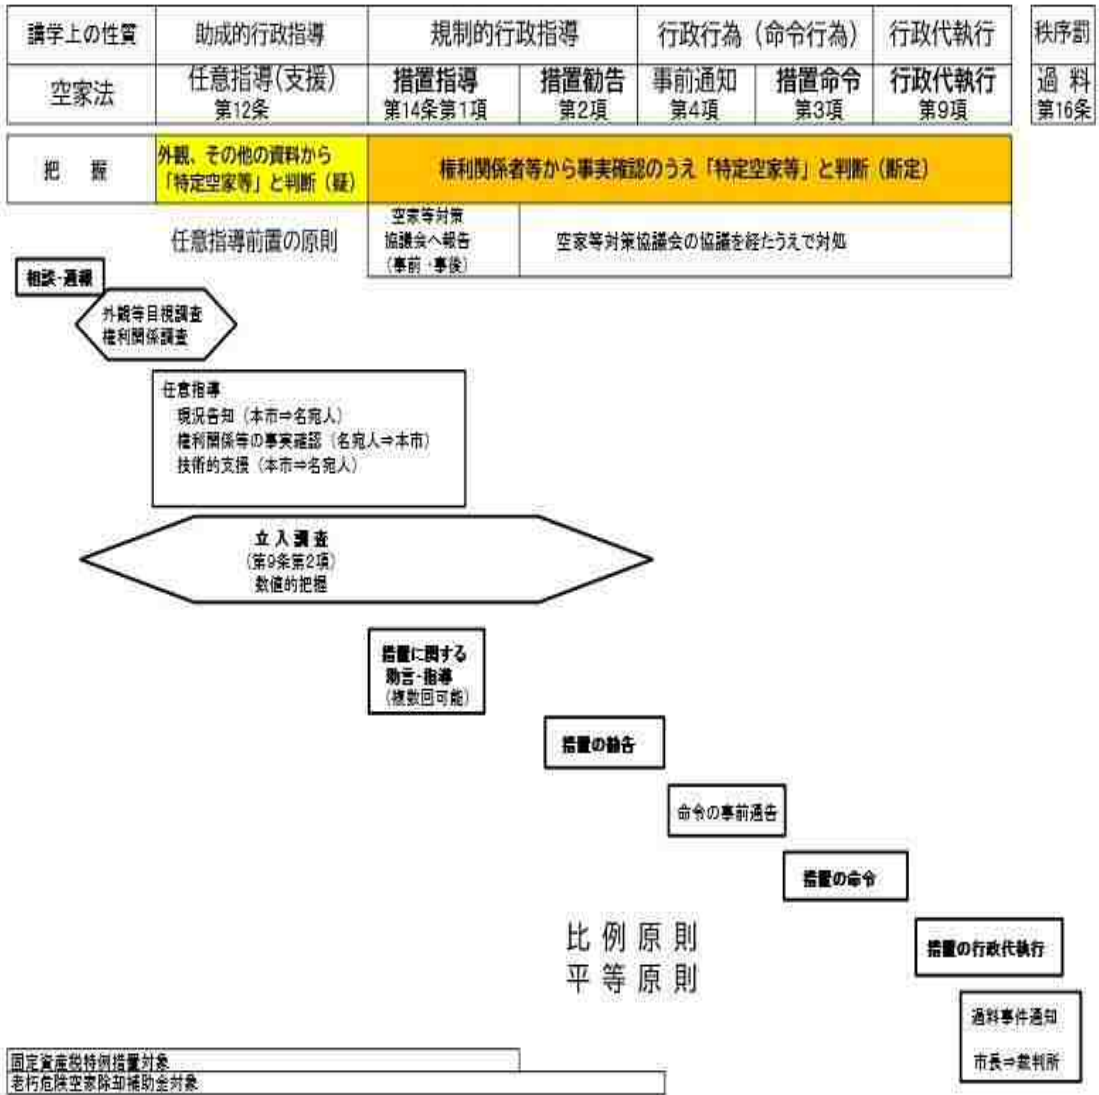 講学上の性質 助成的行政指導 規制的行政指導 行政行為（命令行為） 行政代執行 秩序罰
空家法 任意指導(支援) 措置指導 措置勧告 事前通知 措置命令 行政代執行 過料
第12条 第14条第1項 第2項 第4項 第3項 第9項 第16条
把握 外観、その他の資料から
「特定空家等」と判断（疑）
権利関係者等から事実確認のうえ「特定空家等」と判断（断定）
任意指導前置の原則
空家等対策
協議会へ報告
(事前・事後)
空家等対策協議会の協議を経たうえで対処
相談・通報
外観等目視調査
権利関係調査
任意指導
現況告知（本市⇒名宛人）
権利関係等の事実確認（名宛人⇒本市）
技術的支援（本市⇒名宛人）
立入調査
(第9条第2項)
数値的把握
措置に関する
助言・指導
（複数回可能）
措置の勧告
命令の事前通告
措置の命令
比例原則
平等原則
措置の行政代執行
過料事件通知
市長⇒裁判所
固定資産税特例措置対象
老朽危険空家除却補助金対象